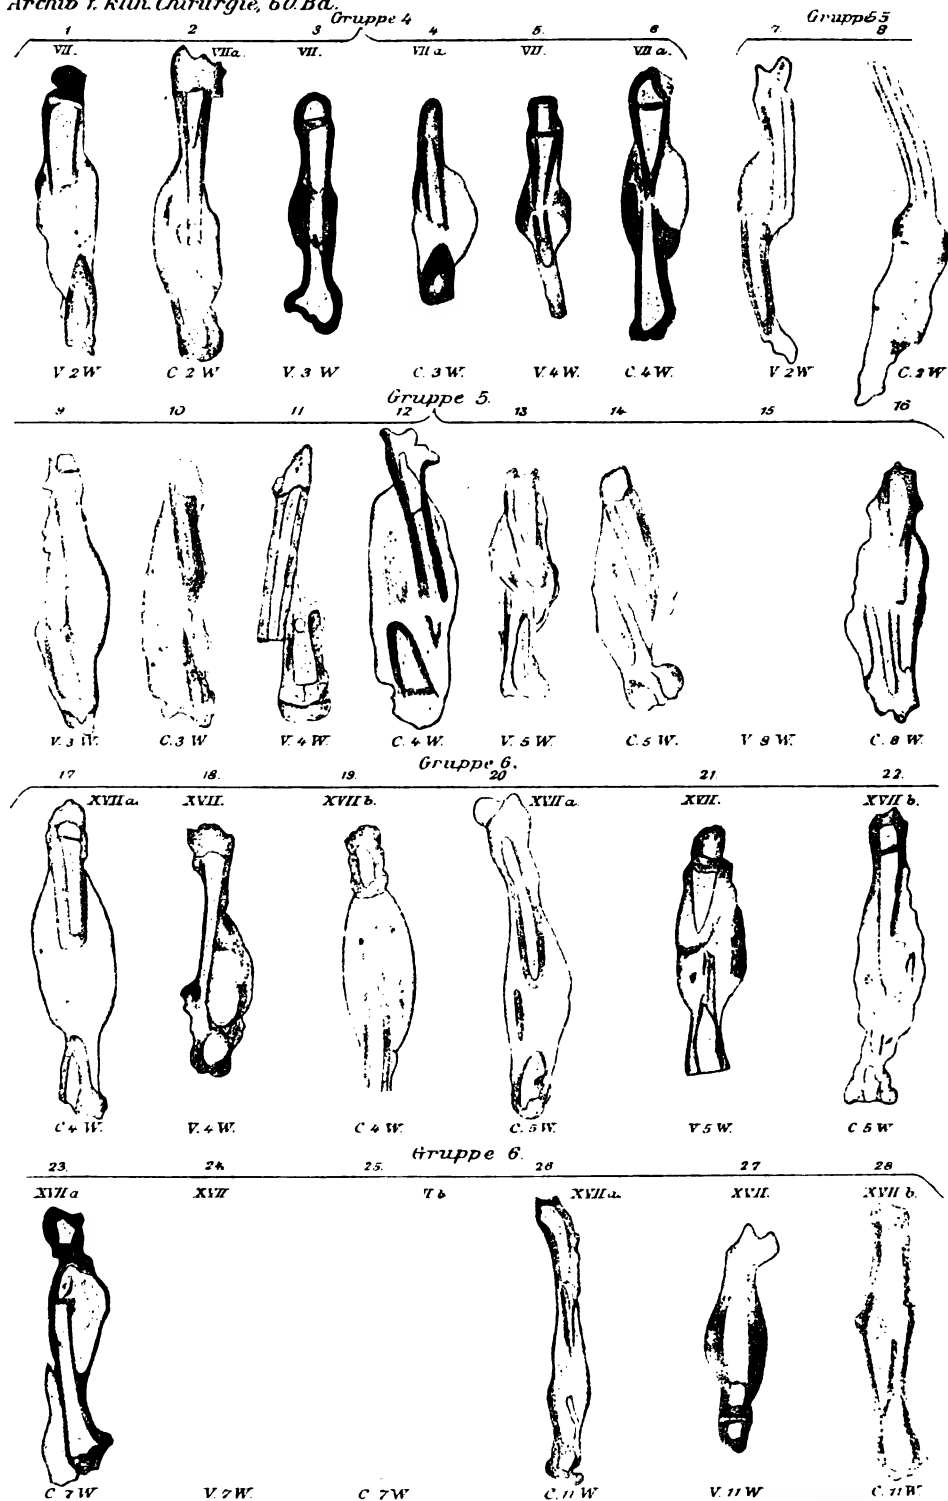 Archiv f. klin. Chirurgie, 60. Bd.
Gruppe 4 Gruppe 5
1 2 3 4 5. 6 7. 8
VII. VIIa. VII. VIIa VII. VIIa.
V. 2 W C. 2 W V. 3 W C. 3 W. V. 4 W. C. 4 W. V. 2 W C. 2 W
Gruppe 5.
9 10 11 12 13 14. 15 16
V. 3 W. C. 3 W V. 4 W. C. 4 W. V. 5 W. C. 5 W. V 9 W. C. 8 W.
Gruppe 6.
17 18. 19. 20 21. 22.
XVIIa. XVII. XVII b. XVIIa XVII. XVII b.
C 4 W. V. 4 W. C 4 W. C. 5 W. V 5 W. C 5 W
Gruppe 6.
23. 24. 25. 26 27 28
XVIIa XVII b XVIIa. XVII. XVII b.
C 7 W V. 7 W. C 7 W C. 11 W V. 11 W C. 11 W.